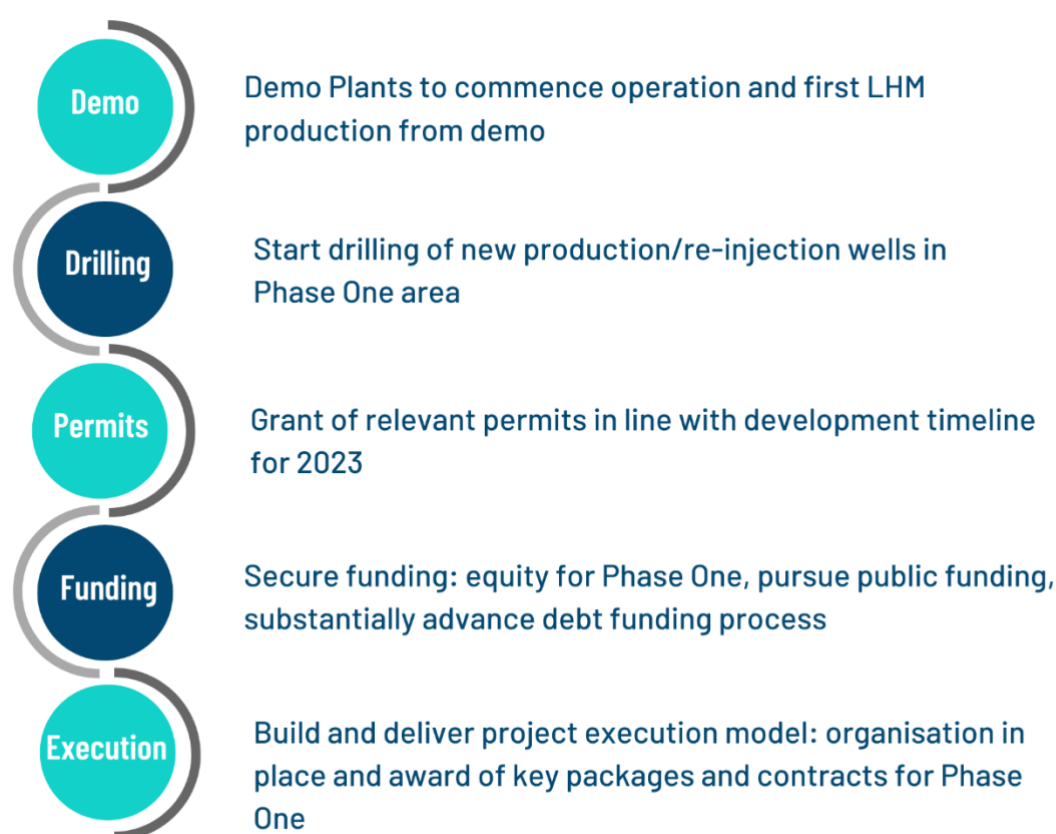 Demo
Demo Plants to commence operation and first LHM
production from demo
Drilling
Start drilling of new production/re-injection wells in
Phase One area
Permits
Grant of relevant permits in line with development timeline
for 2023
Funding
Secure funding: equity for Phase One, pursue public funding,
substantially advance debt funding process
Execution
Build and deliver project execution model: organisation in
place and award of key packages and contracts for Phase
One